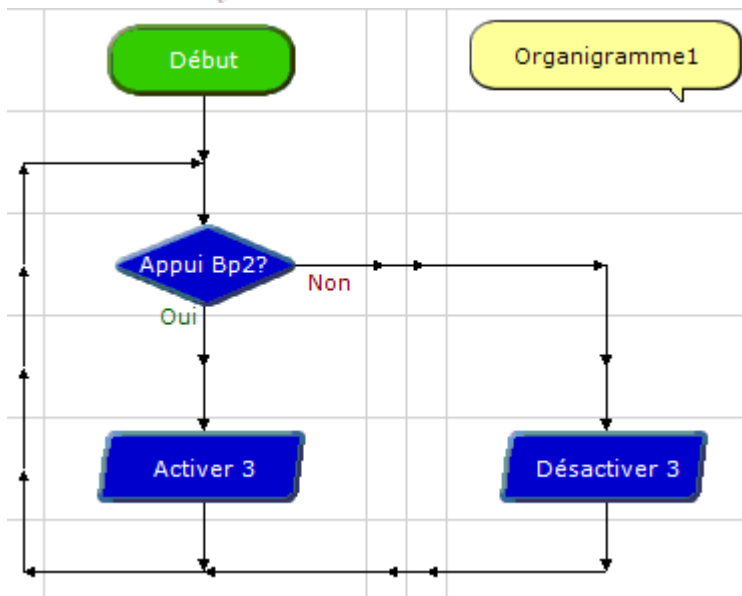 Début
Organigramme1
Appui Bp2?
Non
Oui
Activer 3
Désactiver 3